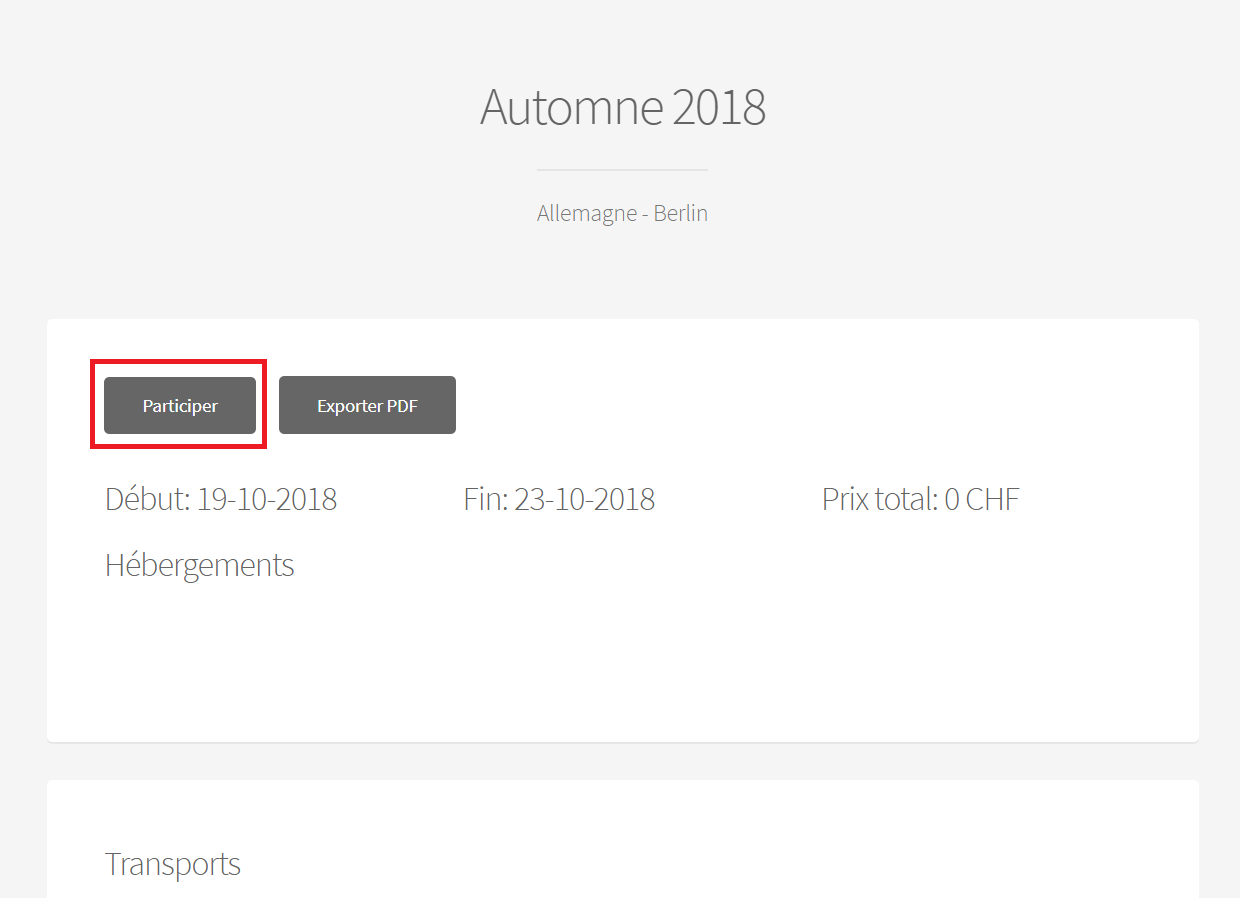 Automne 2018
Allemagne - Berlin
Participer
Exporter PDF
Début: 19-10-2018
Fin: 23-10-2018
Prix total: 0 CHF
Hébergements
Transports